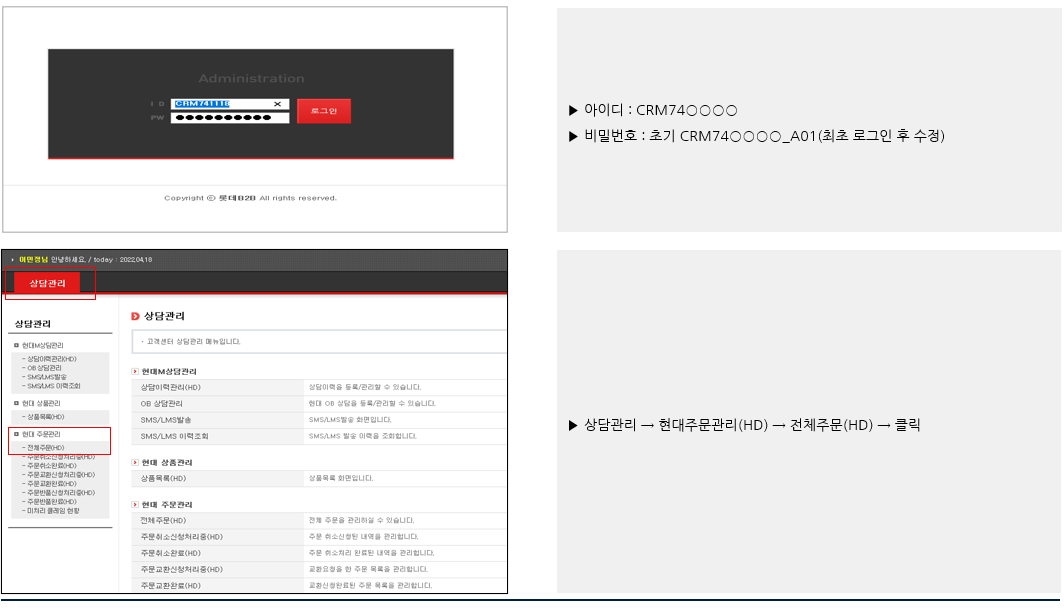 Administration
I D CRM741118 ×
PW ●●●●●●●●●●
로그인
Copyright ⓒ 롯데B2B All rights reserved.
▶ 아이디 : CRM74○○○○
▶ 비밀번호 : 초기 CRM74○○○○_A01(최초 로그인 후 수정)
안녕하세요. / today : 2022.04.18
상담관리
상담관리
현대M상담관리
- 상담이력관리(HD)
- OB 상담관리
- SMS/LMS발송
- SMS/LMS 이력조회
현대 상품관리
- 상품목록(HD)
현대 주문관리
- 전체주문(HD)
- 주문취소신청처리중(HD)
- 주문취소완료(HD)
- 주문교환신청처리중(HD)
- 주문교환완료(HD)
- 주문반품신청처리중(HD)
- 주문반품완료(HD)
- 미처리 클레임 현황
상담관리
· 고객센터 상담관리 메뉴입니다.
현대M상담관리
상담이력관리(HD) 상담이력을 등록/관리할 수 있습니다.
OB 상담관리 현대 OB 상담을 등록/관리할 수 있습니다.
SMS/LMS발송 SMS/LMS발송 화면입니다.
SMS/LMS 이력조회 SMS/LMS 발송 이력을 조회합니다.
현대 상품관리
상품목록(HD) 상품목록 화면입니다.
현대 주문관리
전체주문(HD) 전체 주문을 관리하실 수 있습니다.
주문취소신청처리중(HD) 주문 취소신청된 내역을 관리합니다.
주문취소완료(HD) 주문 취소처리 완료된 내역을 관리합니다.
주문교환신청처리중(HD) 교환요청을 한 주문 목록을 관리합니다.
주문교환완료(HD) 교환신청완료된 주문 목록을 관리합니다.
▶ 상담관리 → 현대주문관리(HD) → 전체주문(HD) → 클릭